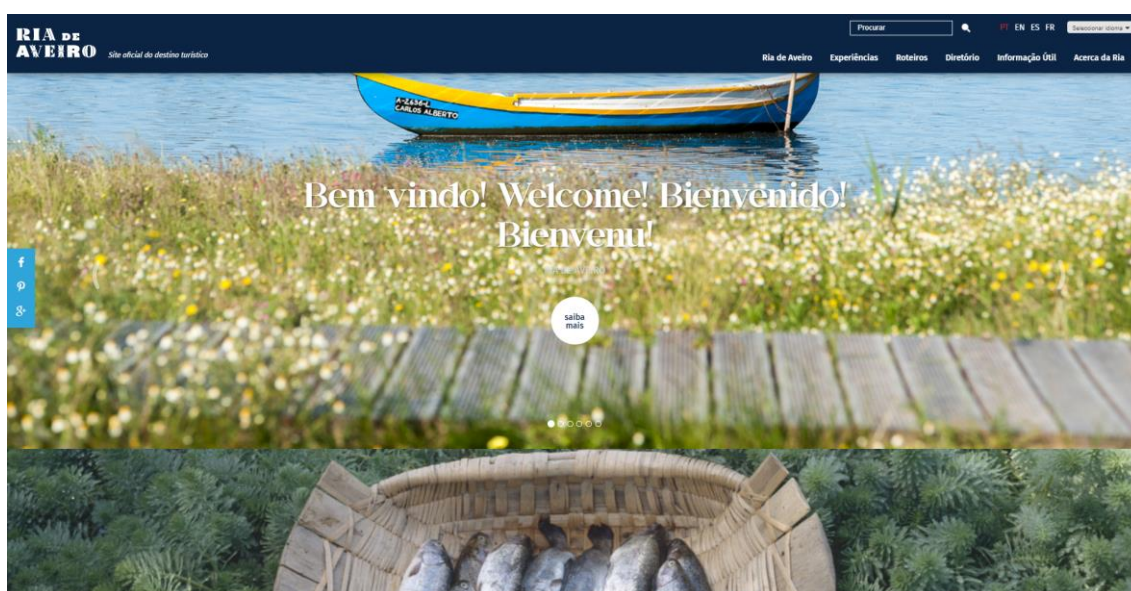 RIA DE
AVEIRO
Site oficial do destino turístico
Procurar
PT EN ES FR
Selecionar idioma
Ria de Aveiro Experiências Roteiros Diretório Informação Útil Acerca da Ria
A-2696-L
CARLOS ALBERTO
Bem vindo! Welcome! Bienvenido!
Bienvenu!
saiba
mais